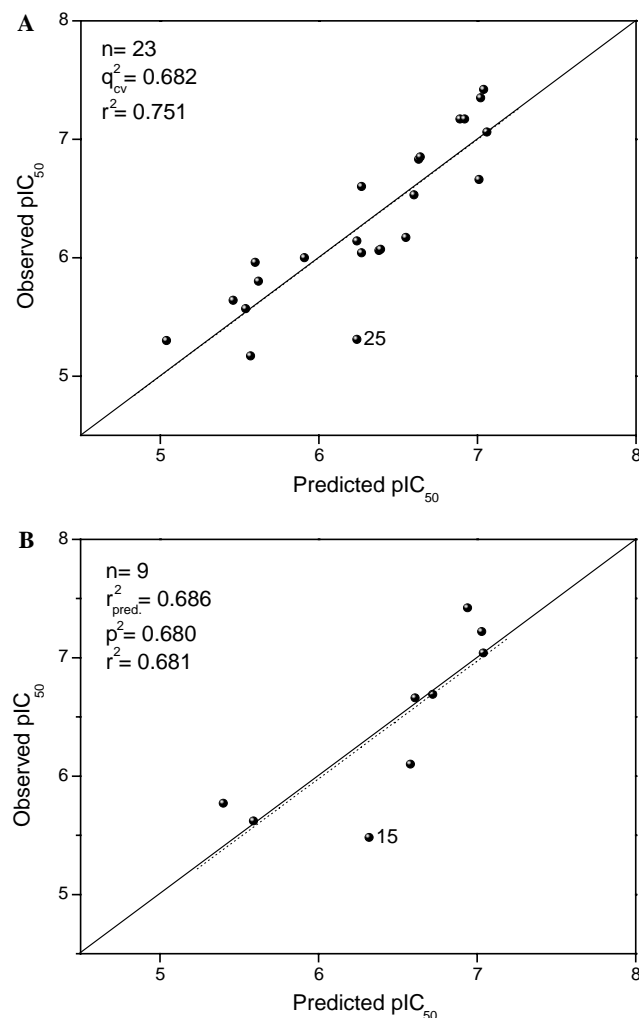 A
n= 23
q²cv= 0.682
r²= 0.751
8
7
6
5
Observed pIC₅₀
25
5 6 7 8
Predicted pIC₅₀
B
n= 9
r²pred.= 0.686
p²= 0.680
r²= 0.681
8
7
6
5
Observed pIC₅₀
15
5 6 7 8
Predicted pIC₅₀